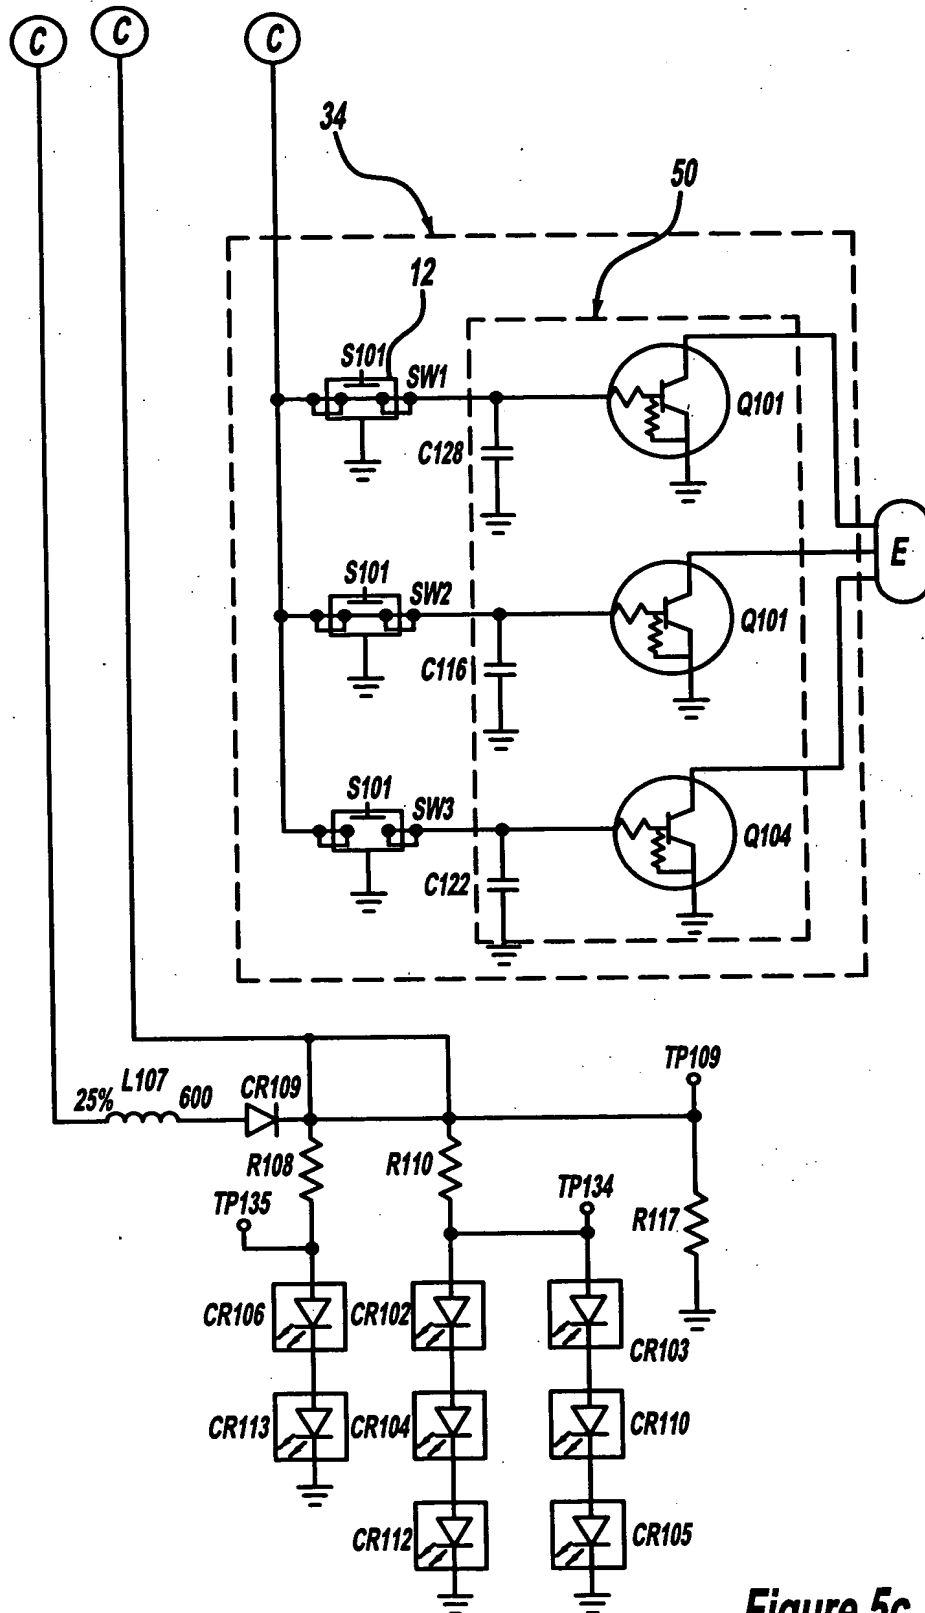 C C C
34
50
12
S101
SW1
Q101
C128
E
S101
SW2
Q101
C116
S101
SW3
Q104
C122
TP109
L107
CR109
25%
600
R108
R110
TP135
TP134
R117
CR106
CR102
CR103
CR113
CR104
CR110
CR112
CR105
Figure 5c